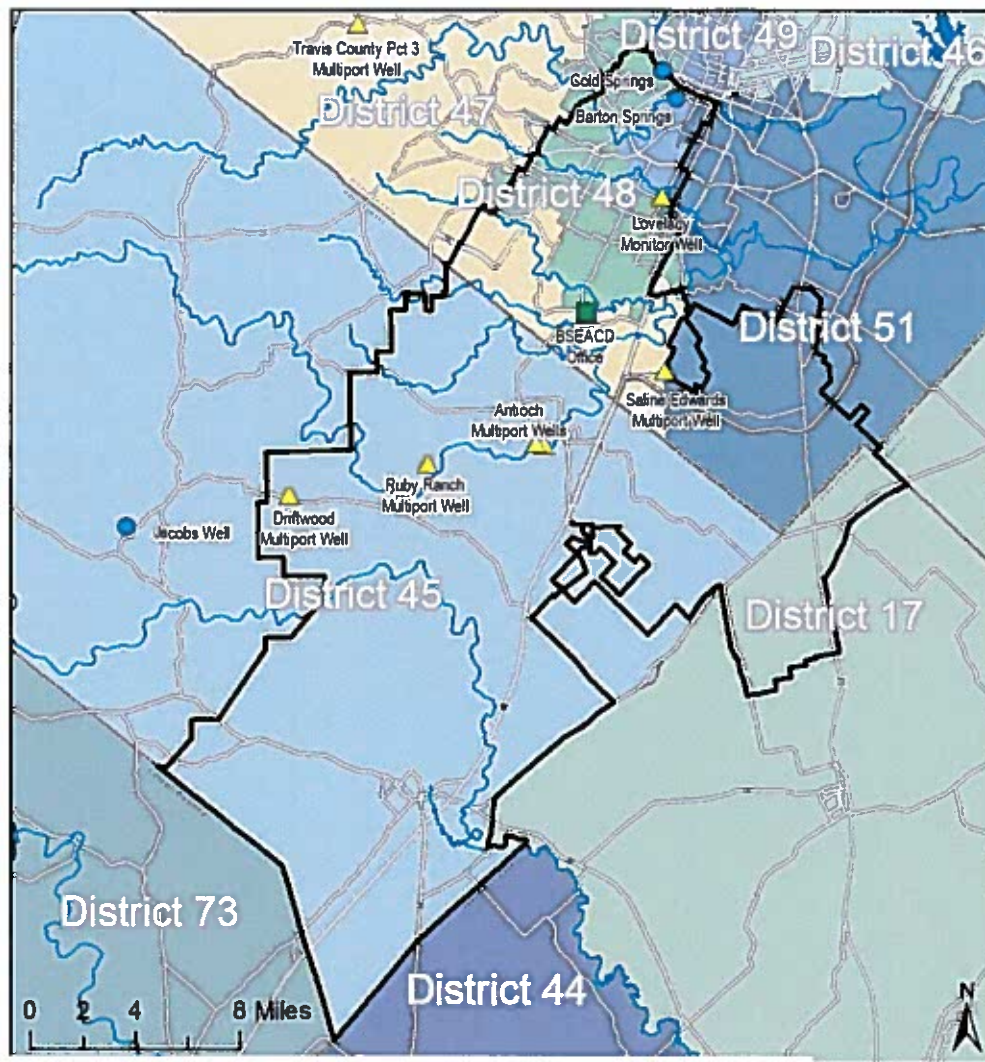 District 49
District 46
Travis County Pct 3
Multiport Well
Gold Springs
District 47
Barton Springs
District 48
Lovelady
Monitor Well
BSEACD
Office
District 51
Saline Edwards
Multiport Well
Antioch
Multiport Wells
Ruby Ranch
Multiport Well
Driftwood
Multiport Well
Jacobs Well
District 45
District 17
District 73
District 44
0 2 4 8 Miles
N